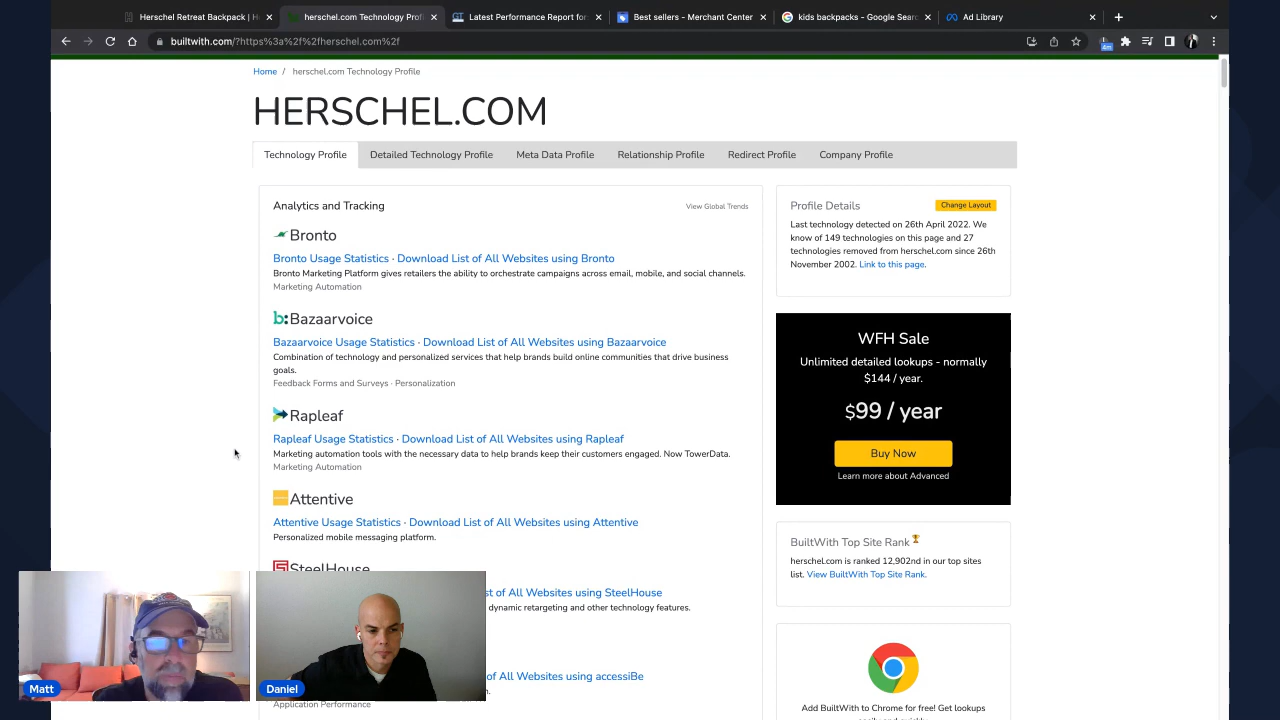 Herschel Retreat Backpack | H
herschel.com Technology Prof
Latest Performance Report for
Best sellers - Merchant Center
kids backpacks - Google Sear
Ad Library
builtwith.com/?https%3a%2f%2fherschel.com%2f
4m
Home / herschel.com Technology Profile
HERSCHEL.COM
Technology Profile
Detailed Technology Profile
Meta Data Profile
Relationship Profile
Redirect Profile
Company Profile
Analytics and Tracking
View Global Trends
Bronto
Bronto Usage Statistics · Download List of All Websites using Bronto
Bronto Marketing Platform gives retailers the ability to orchestrate campaigns across email, mobile, and social channels.
Marketing Automation
b: Bazaarvoice
Bazaarvoice Usage Statistics · Download List of All Websites using Bazaarvoice
Combination of technology and personalized services that help brands build online communities that drive business
goals.
Feedback Forms and Surveys · Personalization
Rapleaf
Rapleaf Usage Statistics · Download List of All Websites using Rapleaf
Marketing automation tools with the necessary data to help brands keep their customers engaged. Now TowerData.
Marketing Automation
Attentive
Attentive Usage Statistics · Download List of All Websites using Attentive
Personalized mobile messaging platform.
SteelHouse
st of All Websites using SteelHouse
dynamic retargeting and other technology features.
of All Websites using accessiBe
n.
Application Performance
Profile Details
Change Layout
Last technology detected on 26th April 2022. We
know of 149 technologies on this page and 27
technologies removed from herschel.com since 26th
November 2002. Link to this page.
WFH Sale
Unlimited detailed lookups - normally
$144 / year.
$99 / year
Buy Now
Learn more about Advanced
BuiltWith Top Site Rank
herschel.com is ranked 12,902nd in our top sites
list. View BuiltWith Top Site Rank.
Add BuiltWith to Chrome for free! Get lookups
Matt
Daniel